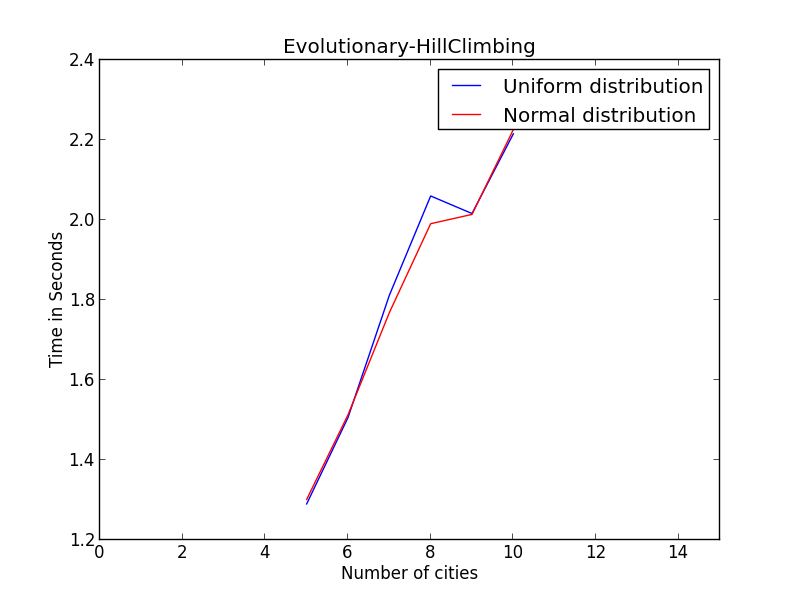 Evolutionary-HillClimbing
2.4
Uniform distribution
Normal distribution
2.2
2.0
1.8
1.6
1.4
1.2
Time in Seconds
0 2 4 6 8 10 12 14
Number of cities